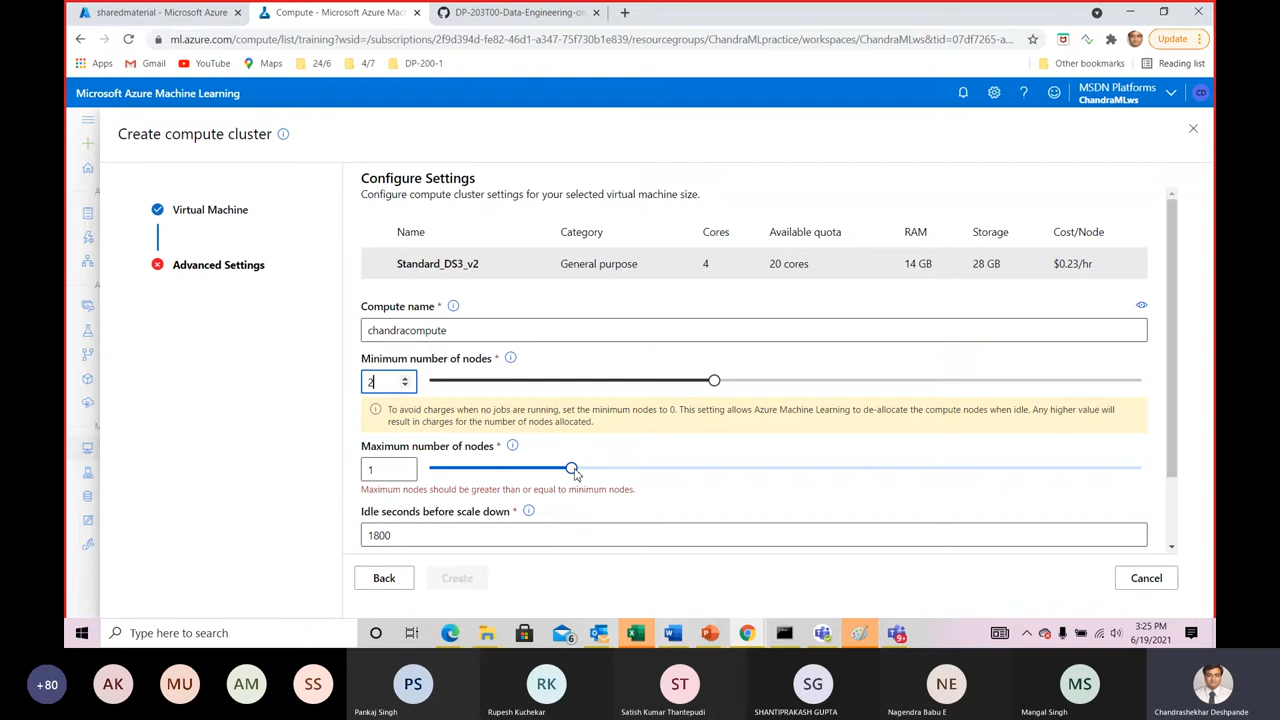 sharedmaterial - Microsoft Azure
Compute - Microsoft Azure Mach
DP-203T00-Data-Engineering-on
ml.azure.com/compute/list/training?wsid=/subscriptions/2f9d394d-fe82-46d1-a347-75f730b1e839/resourcegroups/ChandraMLpractice/workspaces/ChandraMLws&tid=07df7265-a...
Update
Apps
Gmail
YouTube
Maps
24/6
4/7
DP-200-1
Other bookmarks
Reading list
Microsoft Azure Machine Learning
MSDN Platforms
ChandraMLws
CD
Create compute cluster
Virtual Machine
Advanced Settings
Configure Settings
Configure compute cluster settings for your selected virtual machine size.
Name Category Cores Available quota RAM Storage Cost/Node
Standard_DS3_v2 General purpose 4 20 cores 14 GB 28 GB $0.23/hr
Compute name *
chandracompute
Minimum number of nodes *
2
To avoid charges when no jobs are running, set the minimum nodes to 0. This setting allows Azure Machine Learning to de-allocate the compute nodes when idle. Any higher value will
result in charges for the number of nodes allocated.
Maximum number of nodes *
1
Maximum nodes should be greater than or equal to minimum nodes.
Idle seconds before scale down *
1800
Back
Create
Cancel
Type here to search
6
9+
3:25 PM
6/19/2021
+80
AK
MU
AM
SS
PS
RK
ST
SG
NE
MS
Pankaj Singh
Rupesh Kuchekar
Satish Kumar Thantepudi
SHANTIPRAKASH GUPTA
Nagendra Babu E
Mangal Singh
Chandrashekhar Deshpande